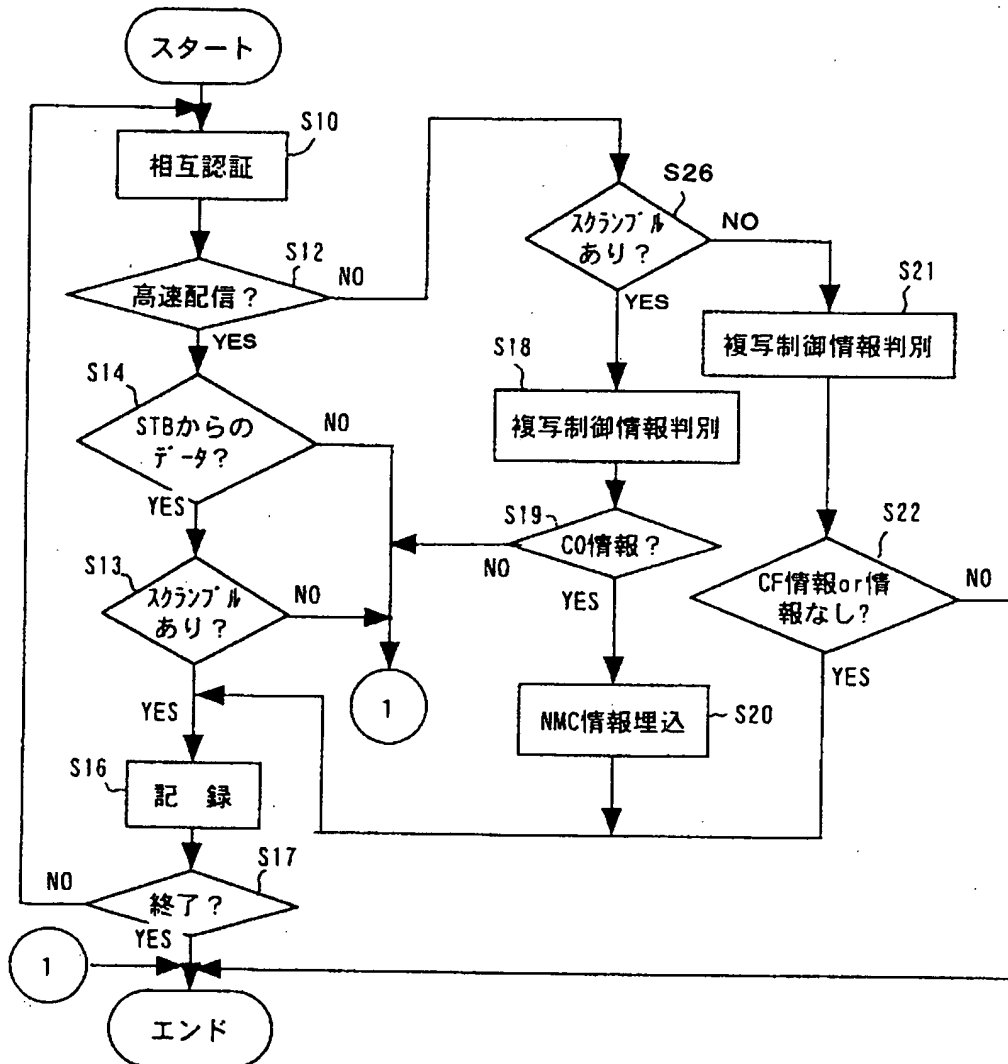 スタート
S10
相互認証
S12
高速配信?
NO
YES
S14
STBからの
データ?
NO
YES
S13
スクランブル
あり?
NO
YES
1
S16
記 録
S17
終了?
NO
YES
1
エンド
S26
スクランブル
あり?
NO
YES
S18
複写制御情報判別
S19
CO情報?
NO
YES
NMC情報埋込
S20
S21
複写制御情報判別
S22
CF情報or情
報なし?
NO
YES